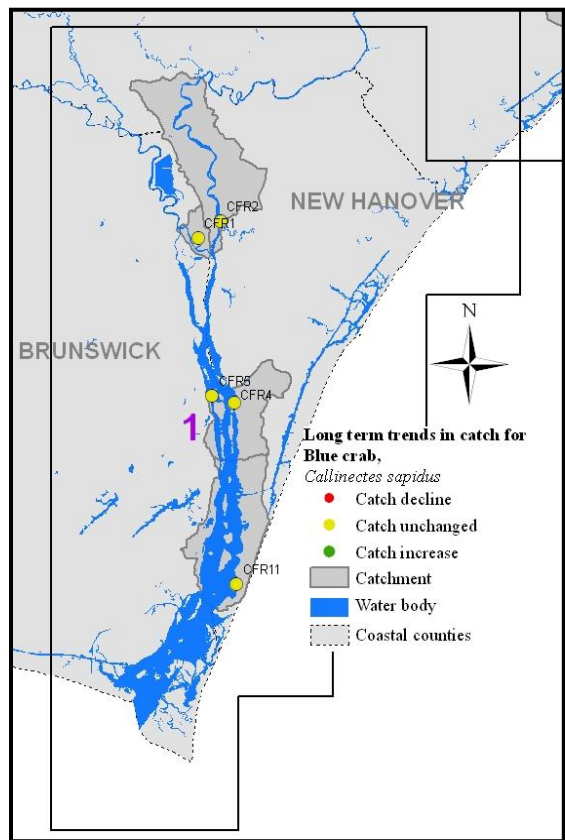 CFR2
NEW HANOVER
CFR1
BRUNSWICK
CFR5
CFR4
1
N
Long term trends in catch for
Blue crab,
Callinectes sapidus
Catch decline
Catch unchanged
Catch increase
Catchment
Water body
Coastal counties
CFR11